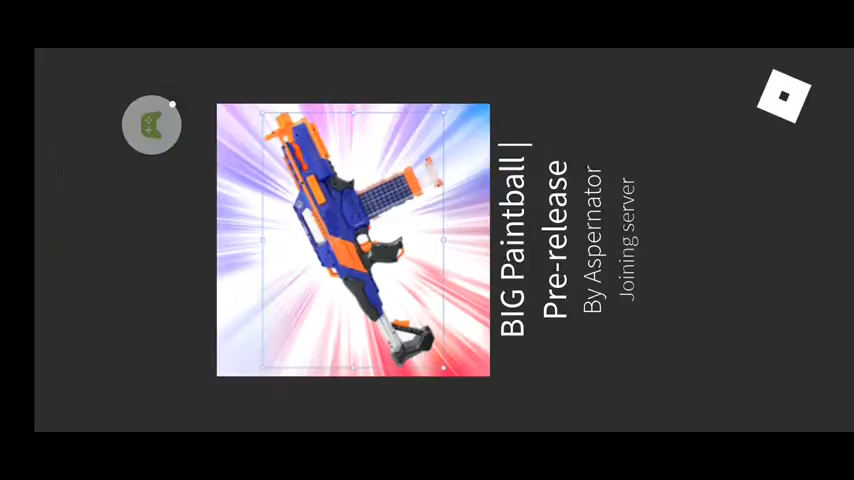 BIG Paintball |
Pre-release
By Aspernator
Joining server